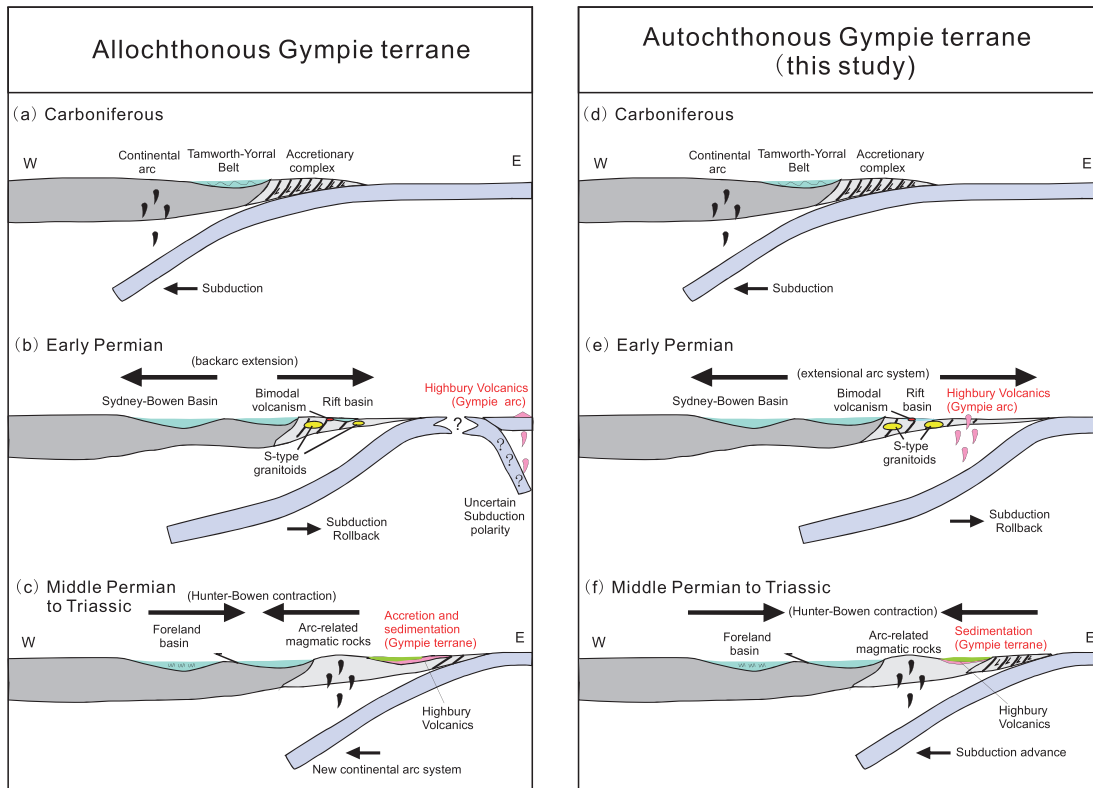 Allochthonous Gympie terrane
(a) Carboniferous
W
Continental
arc
Tamworth-Yorral
Belt
Accretionary
complex
E
Subduction
(b) Early Permian
(backarc extension)
Sydney-Bowen Basin
Bimodal
volcanism
Rift basin
Highbury Volcanics
(Gympie arc)
?
S-type
granitoids
?
?
?
Uncertain
Subduction
polarity
Subduction
Rollback
(c) Middle Permian
to Triassic
(Hunter-Bowen contraction)
W
Foreland
basin
Arc-related
magmatic rocks
Accretion and
sedimentation
(Gympie terrane)
E
Highbury
Volcanics
New continental arc system
Autochthonous Gympie terrane
(this study)
(d) Carboniferous
W
Continental
arc
Tamworth-Yorral
Belt
Accretionary
complex
E
Subduction
(e) Early Permian
(extensional arc system)
Sydney-Bowen Basin
Bimodal
volcanism
Rift
basin
Highbury Volcanics
(Gympie arc)
S-type
granitoids
Subduction
Rollback
(f) Middle Permian to Triassic
(Hunter-Bowen contraction)
W
Foreland
basin
Arc-related
magmatic rocks
Sedimentation
(Gympie terrane)
E
Highbury
Volcanics
Subduction advance